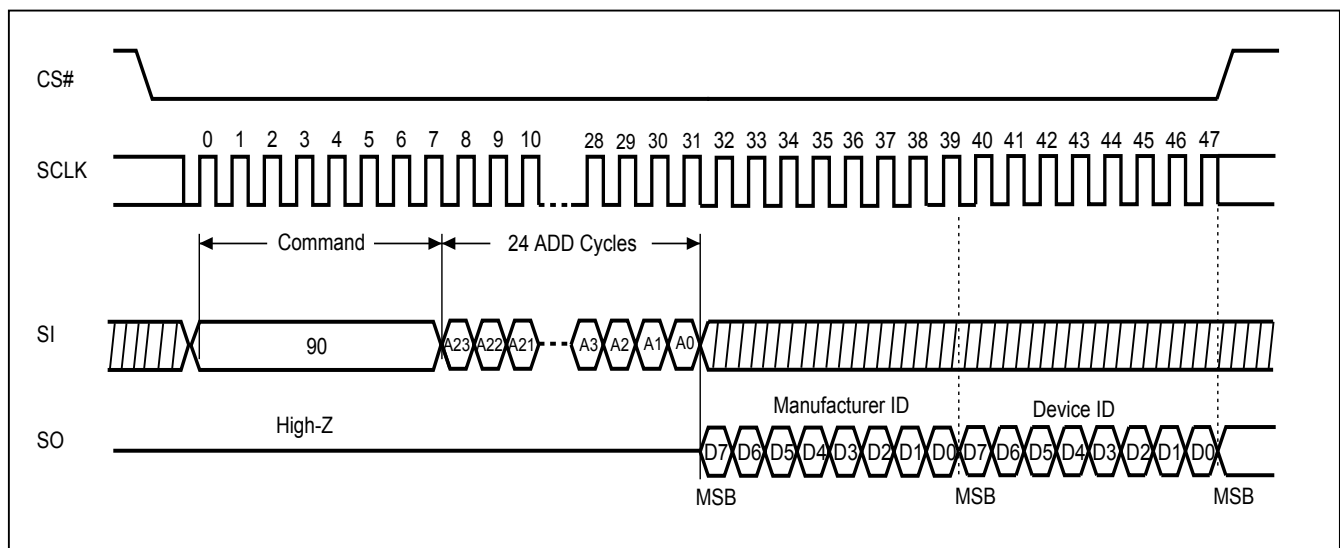 CS#
0 1 2 3 4 5 6 7 8 9 10 28 29 30 31 32 33 34 35 36 37 38 39 40 41 42 43 44 45 46 47
SCLK
Command 24 ADD Cycles
SI 90 A23 A22 A21 A3 A2 A1 A0
Manufacturer ID Device ID
High-Z
SO
D7 D6 D5 D4 D3 D2 D1 D0 D7 D6 D5 D4 D3 D2 D1 D0
MSB MSB MSB